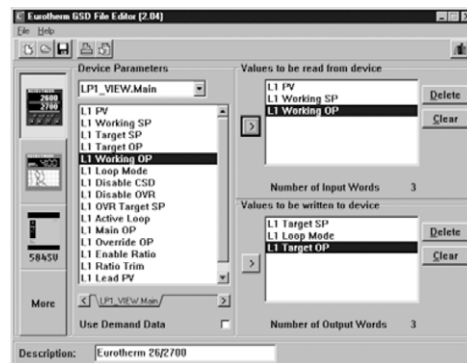 Eurotherm GSD File Editor [2.04]
File Help
Device Parameters
LP1_VIEW.Main
L1 PV
L1 Working SP
L1 Target SP
L1 Target OP
L1 Working OP
L1 Loop Mode
L1 Disable CSD
L1 Disable OVR
L1 OVR Target SP
L1 Active Loop
L1 Main OP
L1 Override OP
L1 Enable Ratio
L1 Ratio Trim
L1 Lead PV
LP1_VIEW.Main
Use Demand Data
Values to be read from device
L1 PV
L1 Working SP
L1 Working OP
Delete
Clear
>
Number of Input Words 3
Values to be written to device
L1 Target SP
L1 Loop Mode
L1 Target OP
Delete
Clear
>
Number of Output Words 3
2600
2700
584SV
More
Description: Eurotherm 26/2700